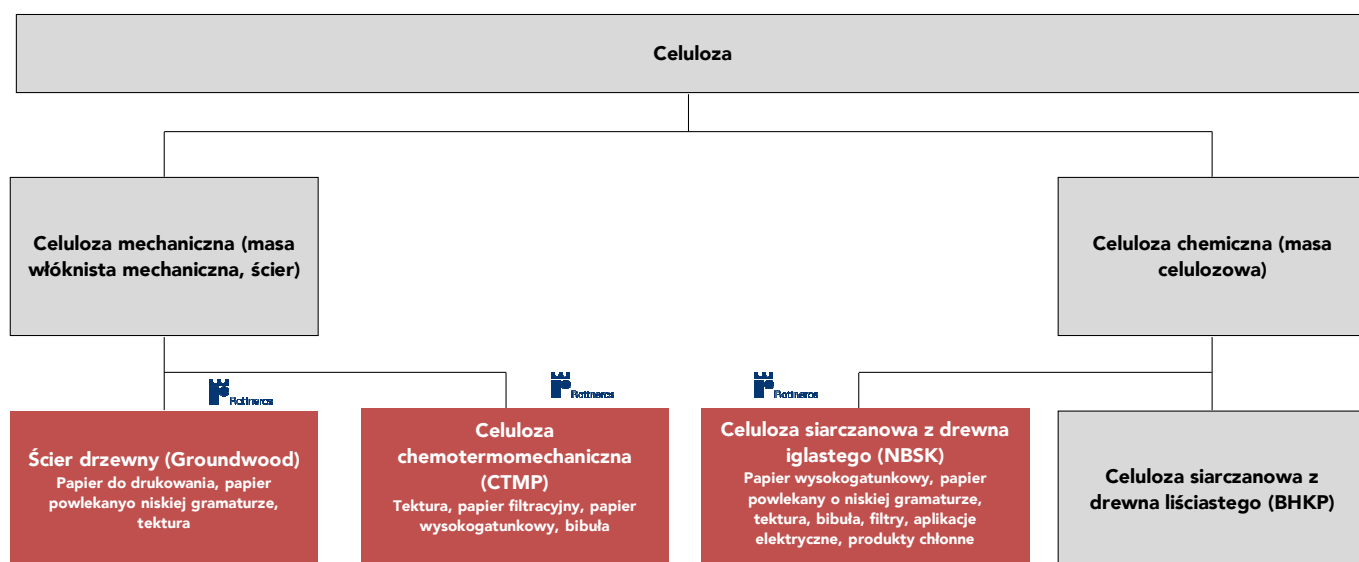 Celuloza
Celuloza mechaniczna (masa
włóknista mechaniczna, ścier)
Celuloza chemiczna (masa
celulozowa)
Rottneros
Rottneros
Rottneros
Ścier drzewny (Groundwood)
Papier do drukowania, papier
powlekanyo niskiej gramaturze,
tektura
Celuloza
chemotermomechaniczna
(CTMP)
Tektura, papier filtracyjny, papier
wysokogatunkowy, bibuła
Celuloza siarczanowa z drewna
iglastego (NBSK)
Papier wysokogatunkowy, papier
powlekany o niskiej gramaturze,
tektura, bibuła, filtry, aplikacje
elektryczne, produkty chłonne
Celuloza siarczanowa z
drewna liściastego (BHKP)